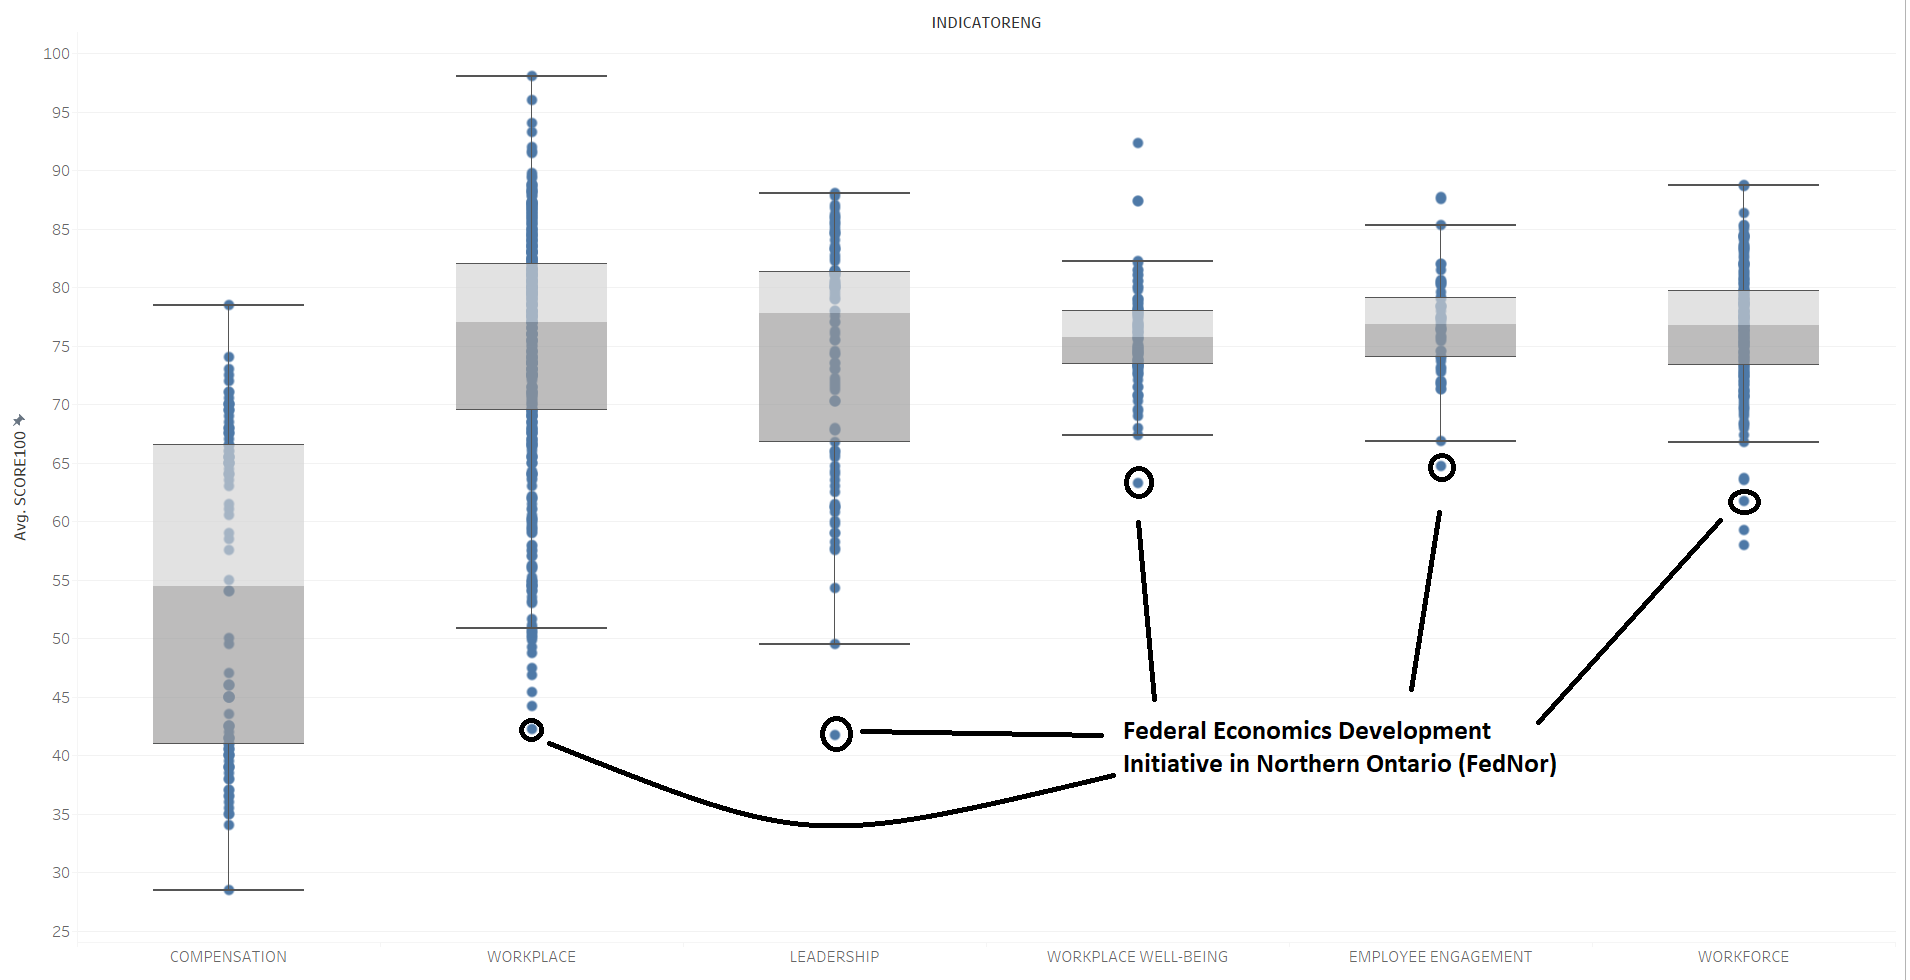 INDICATORENG
100
95
90
85
80
75
70
65
60
55
50
45
40
35
30
25
Avg. SCORE100
Federal Economics Development
Initiative in Northern Ontario (FedNor)
COMPENSATION
WORKPLACE
LEADERSHIP
WORKPLACE WELL-BEING
EMPLOYEE ENGAGEMENT
WORKFORCE